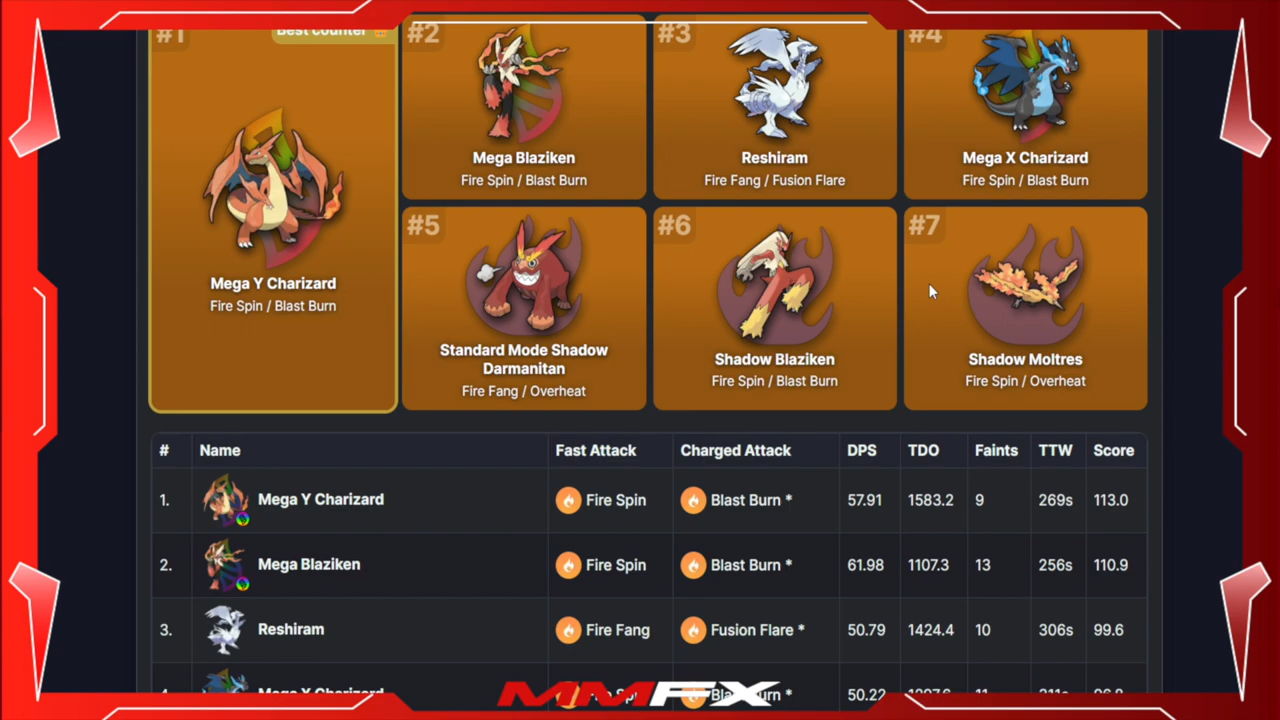 #1
Best counter
#2
#3
#4
Mega Blaziken
Fire Spin / Blast Burn
Reshiram
Fire Fang / Fusion Flare
Mega X Charizard
Fire Spin / Blast Burn
Mega Y Charizard
Fire Spin / Blast Burn
#5
#6
#7
Standard Mode Shadow
Darmanitan
Fire Fang / Overheat
Shadow Blaziken
Fire Spin / Blast Burn
Shadow Moltres
Fire Spin / Overheat
# Name Fast Attack Charged Attack DPS TDO Faints TTW Score
1. Mega Y Charizard Fire Spin Blast Burn * 57.91 1583.2 9 269s 113.0
2. Mega Blaziken Fire Spin Blast Burn * 61.98 1107.3 13 256s 110.9
3. Reshiram Fire Fang Fusion Flare * 50.79 1424.4 10 306s 99.6
Mega X Charizard Burn * 50.22
MMFX